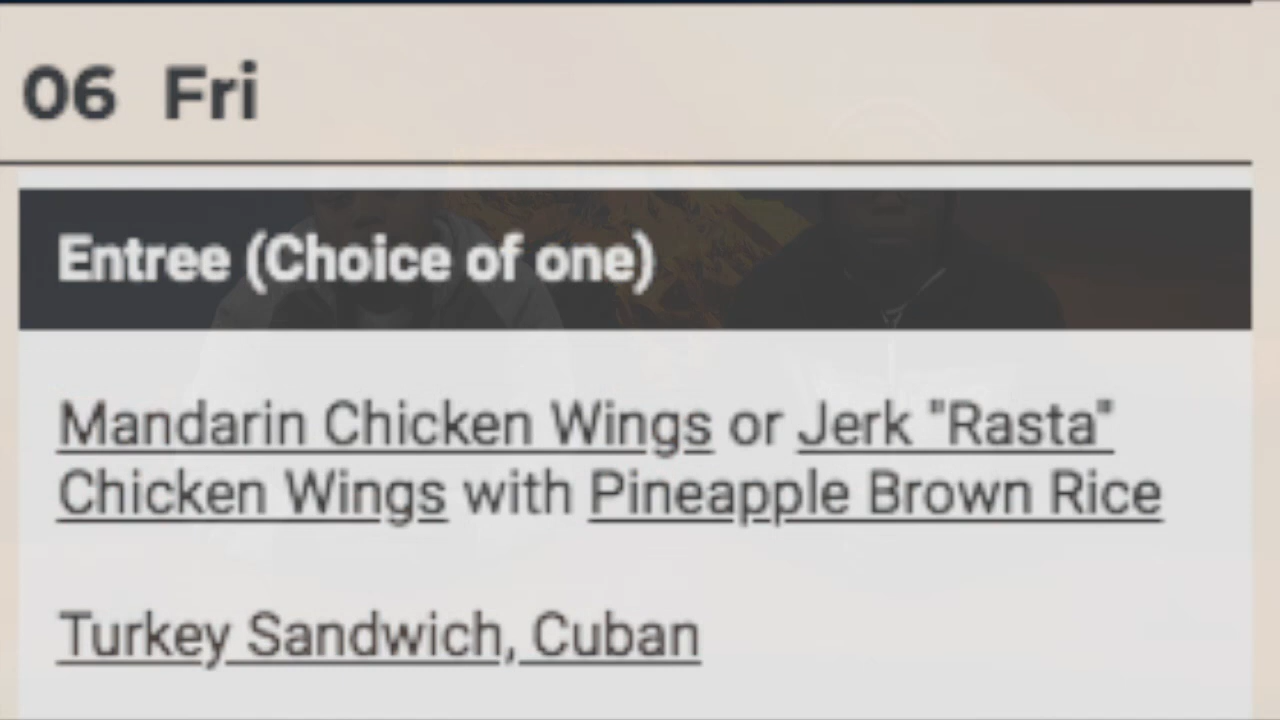 06 Fri
Entree (Choice of one)
Mandarin Chicken Wings or Jerk "Rasta"
Chicken Wings with Pineapple Brown Rice
Turkey Sandwich, Cuban